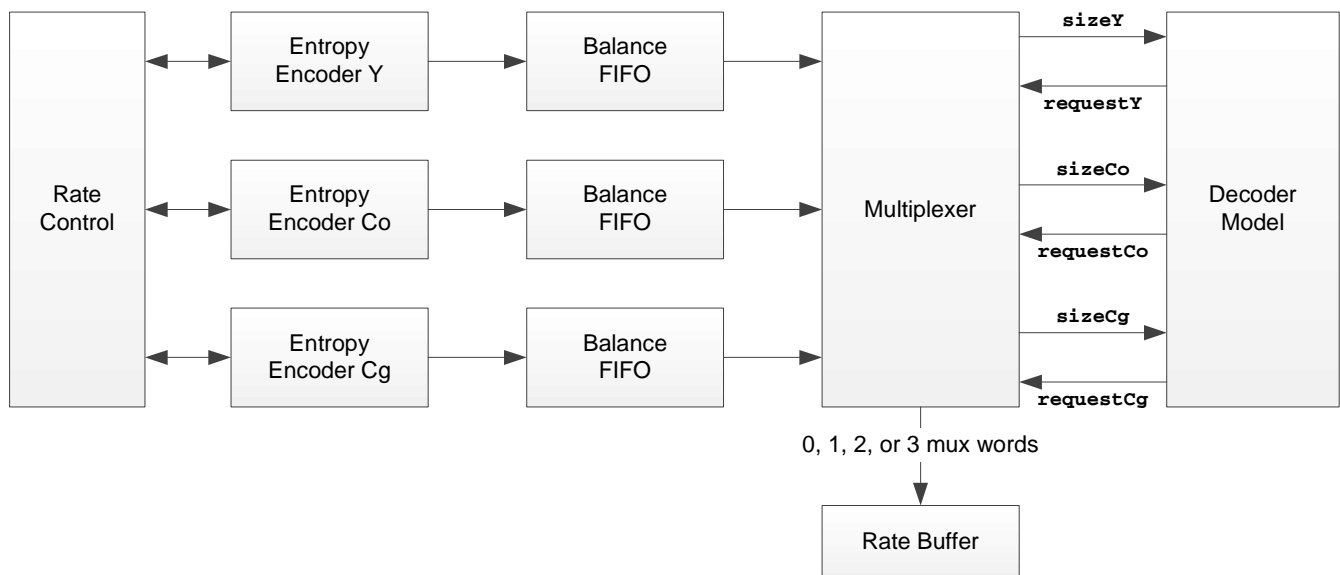 Rate
Control
Entropy
Encoder Y
Balance
FIFO
Entropy
Encoder Co
Balance
FIFO
Entropy
Encoder Cg
Balance
FIFO
Multiplexer
sizeY
requestY
sizeCo
requestCo
sizeCg
requestCg
Decoder
Model
0, 1, 2, or 3 mux words
Rate Buffer